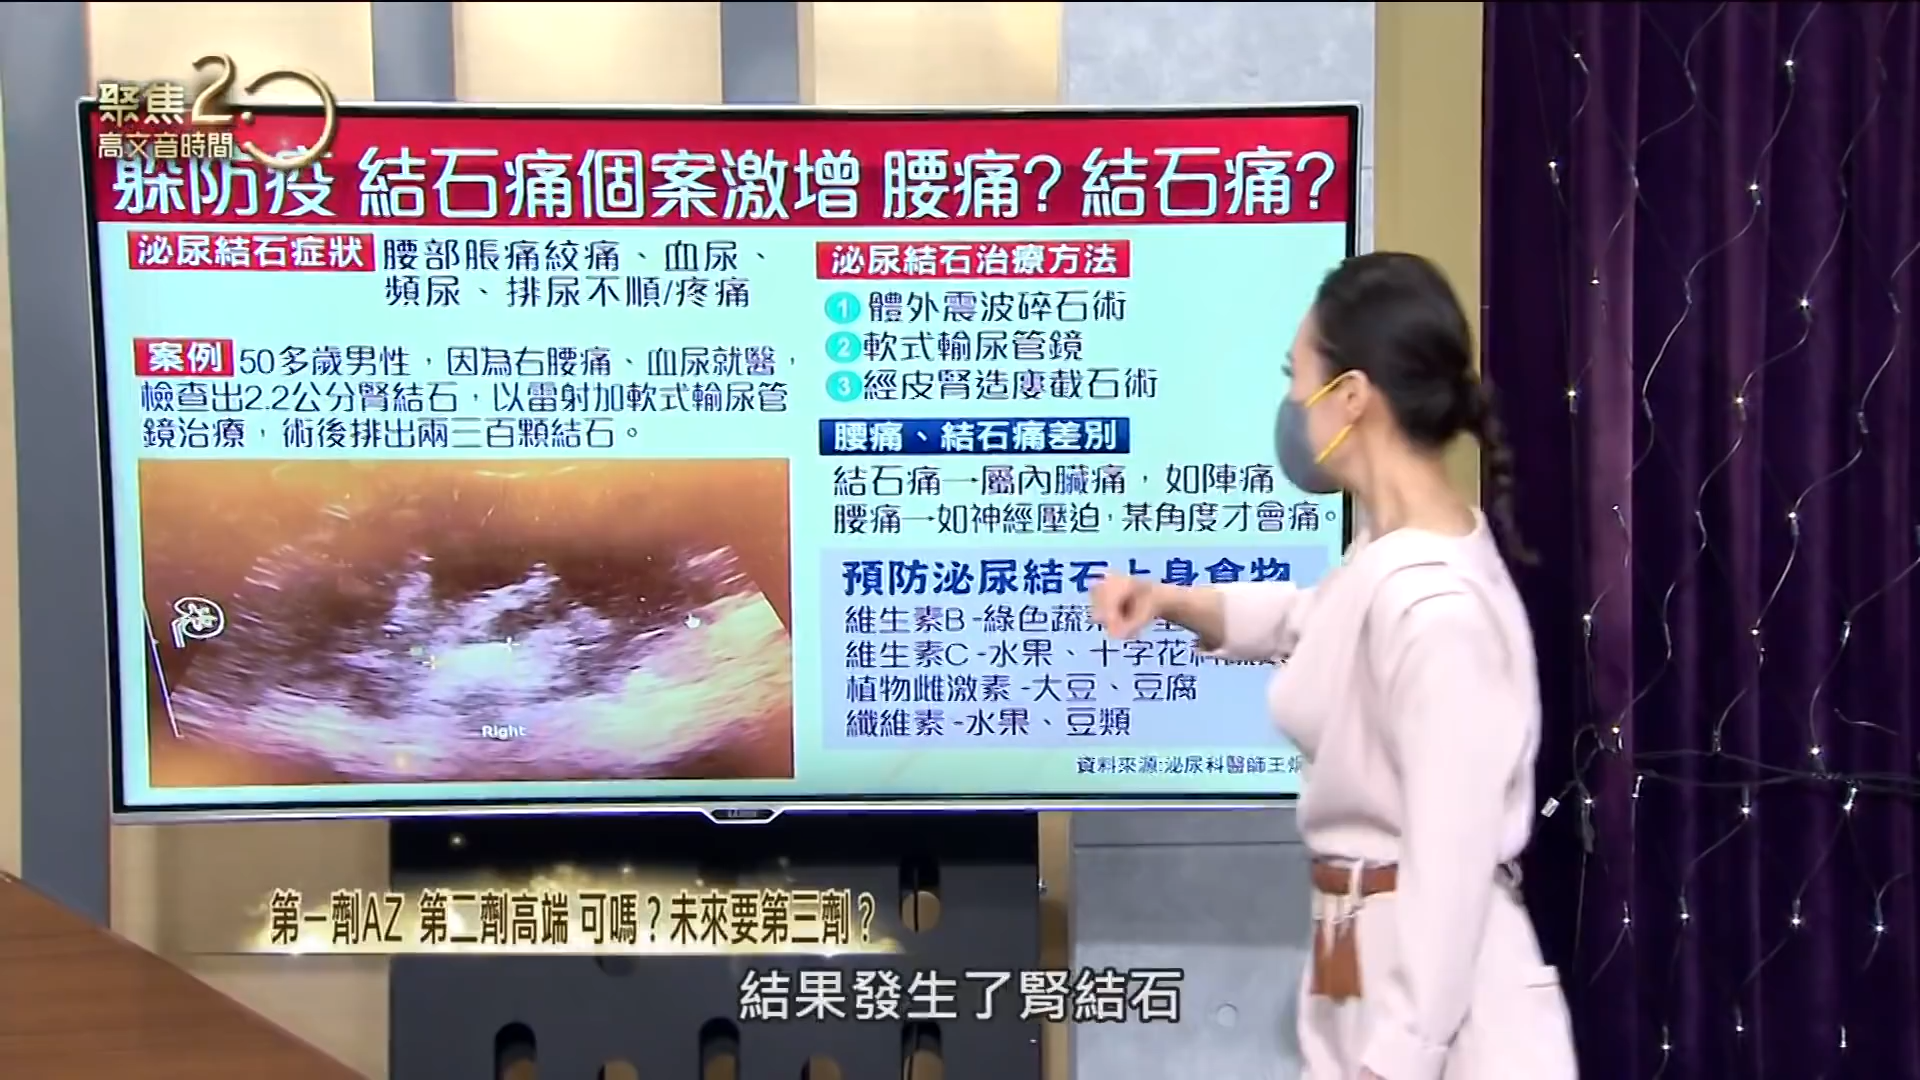 聚焦2.0
高文音時間
躲防疫 結石痛個案激增 腰痛?結石痛?
泌尿結石症狀 腰部脹痛絞痛、血尿、
頻尿、排尿不順/疼痛
案例 50多歲男性，因為右腰痛、血尿就醫，
檢查出2.2公分腎結石，以雷射加軟式輸尿管
鏡治療，術後排出兩三百顆結石。
Right
泌尿結石治療方法
1 體外震波碎石術
2 軟式輸尿管鏡
3 經皮腎造廔截石術
腰痛、結石痛差別
結石痛→屬內臟痛，如陣痛
腰痛→如神經壓迫，某角度才會痛。
預防泌尿結石上身食物
維生素B-綠色蔬
維生素C-水果、十字花科蔬
植物雌激素-大豆、豆腐
纖維素-水果、豆類
資料來源:泌尿科醫師王炯
第一劑AZ 第二劑高端 可嗎？未來要第三劑？
結果發生了腎結石